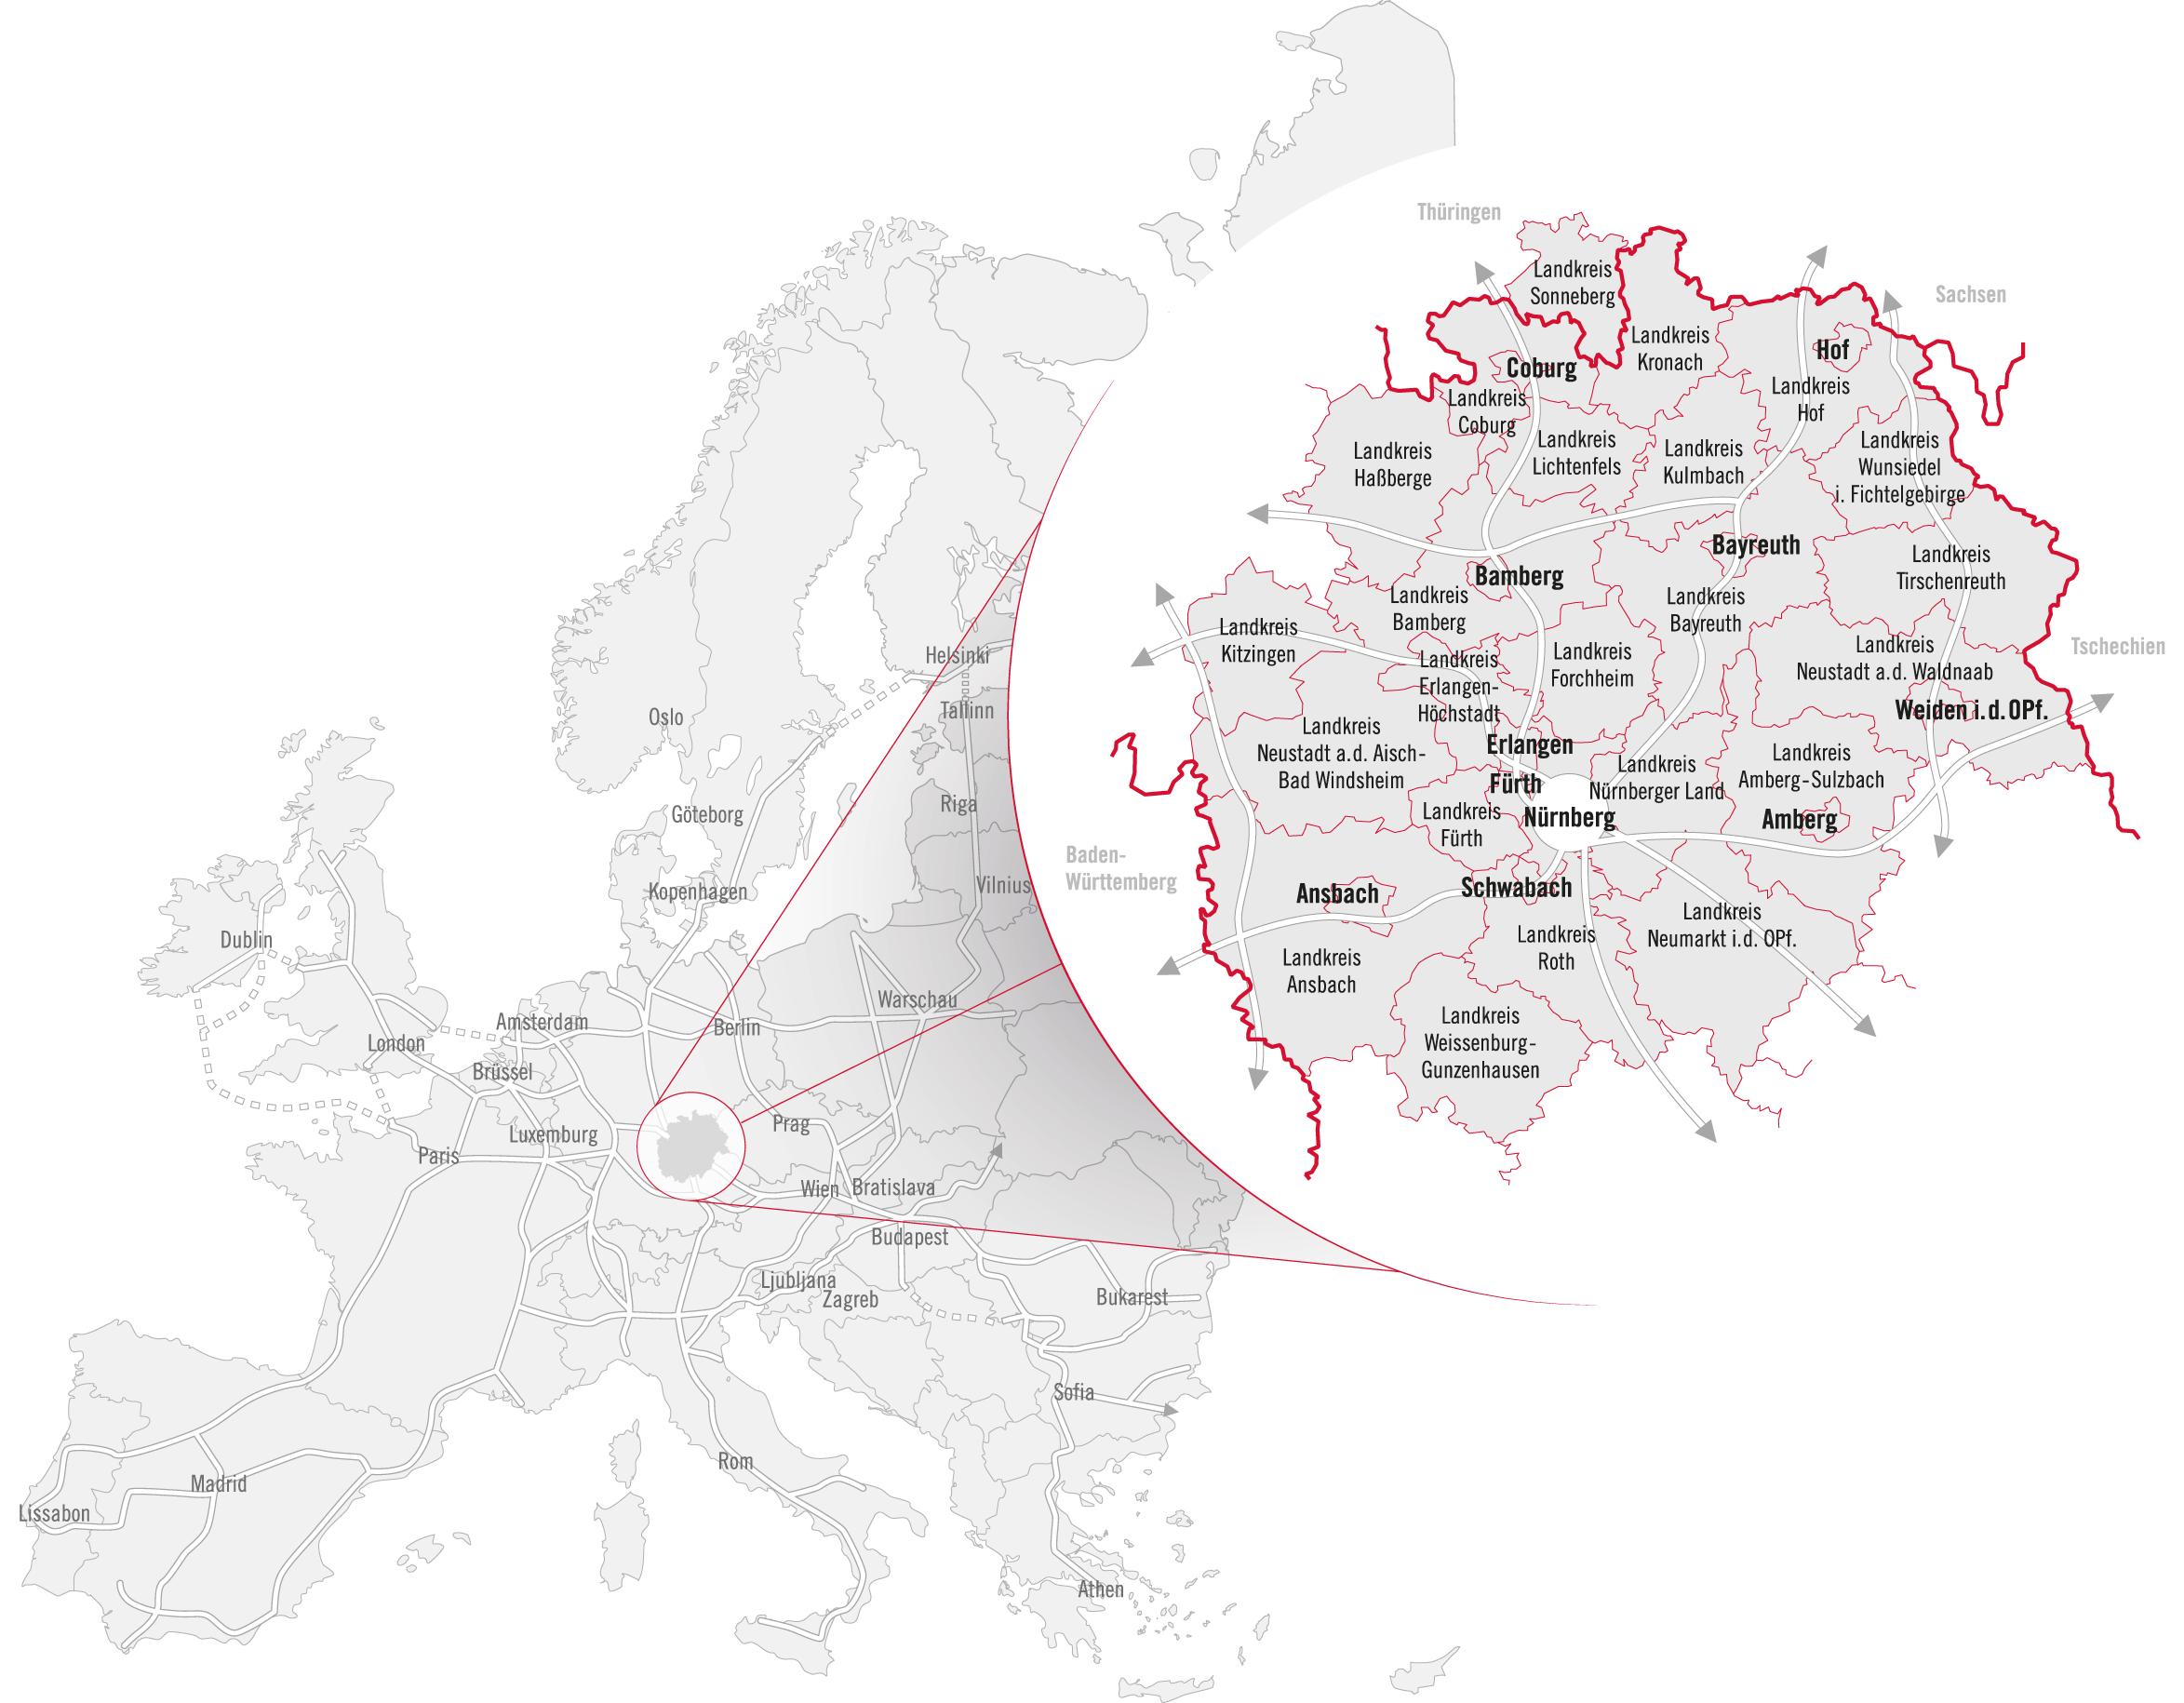 Thüringen
Sachsen
Tschechien
Baden-
Württemberg
Landkreis
Sonneberg
Landkreis
Kronach
Hof
Landkreis
Hof
Coburg
Landkreis
Coburg
Landkreis
Lichtenfels
Landkreis
Kulmbach
Landkreis
Wunsiedel
i. Fichtelgebirge
Landkreis
Haßberge
Bayreuth
Landkreis
Bayreuth
Landkreis
Tirschenreuth
Bamberg
Landkreis
Bamberg
Landkreis
Kitzingen
Landkreis
Erlangen-
Höchstadt
Landkreis
Forchheim
Landkreis
Neustadt a.d. Waldnaab
Weiden i.d.OPf.
Landkreis
Neustadt a.d. Aisch-
Bad Windsheim
Erlangen
Fürth
Landkreis
Fürth
Nürnberg
Landkreis
Nürnberger Land
Landkreis
Amberg-Sulzbach
Amberg
Ansbach
Landkreis
Ansbach
Schwabach
Landkreis
Roth
Landkreis
Neumarkt i.d. OPf.
Landkreis
Weissenburg-
Gunzenhausen
Helsinki
Tallinn
Oslo
Riga
Göteborg
Vilnius
Kopenhagen
Dublin
Warschau
Amsterdam
Berlin
London
Brüssel
Prag
Luxemburg
Paris
Wien
Bratislava
Budapest
Ljubljana
Zagreb
Bukarest
Sofia
Rom
Madrid
Lissabon
Athen